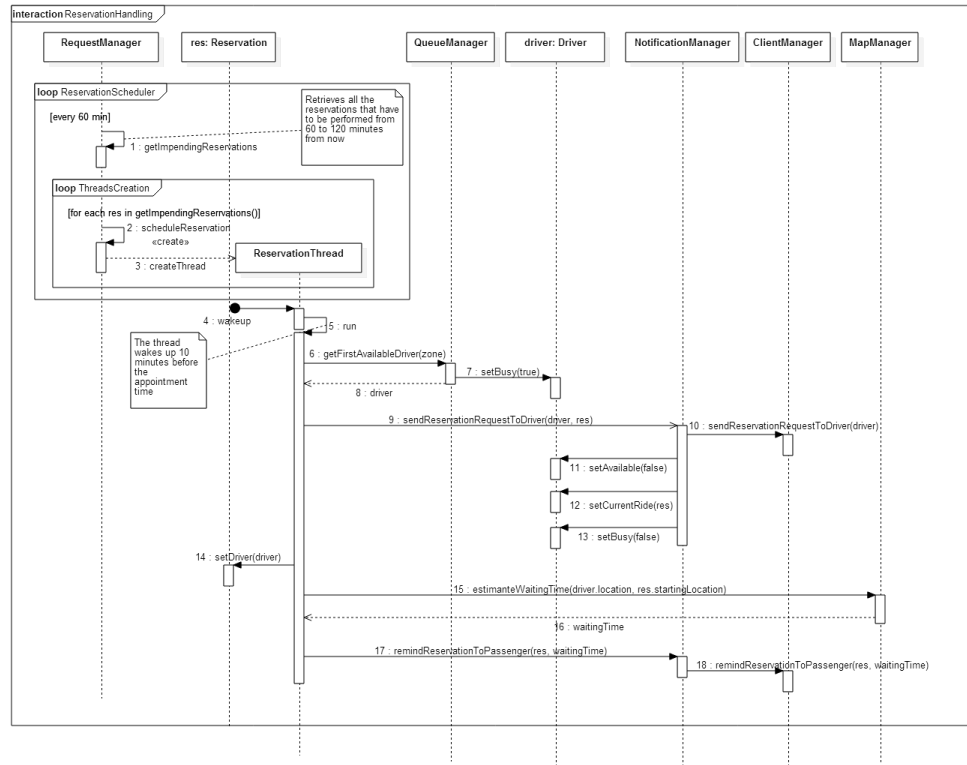 interaction ReservationHandling
RequestManager
res: Reservation
QueueManager
driver: Driver
NotificationManager
ClientManager
MapManager
loop ReservationScheduler
[every 60 min]
Retrieves all the
reservations that have
to be performed from
60 to 120 minutes
from now
1 : getImpendingReservations
loop ThreadsCreation
[for each res in getImpendingReserrvations()]
2 : scheduleReservation
«create»
ReservationThread
3 : createThread
4 : wakeup
5 : run
The thread
wakes up 10
minutes before
the
appointment
time
6 : getFirstAvailableDriver(zone)
7 : setBusy(true)
8 : driver
9 : sendReservationRequestToDriver(driver, res)
10 : sendReservationRequestToDriver(driver)
11 : setAvailable(false)
12 : setCurrentRide(res)
13 : setBusy(false)
14 : setDriver(driver)
15 : estimanteWaitingTime(driver.location, res.startingLocation)
16 : waitingTime
17 : remindReservationToPassenger(res, waitingTime)
18 : remindReservationToPassenger(res, waitingTime)